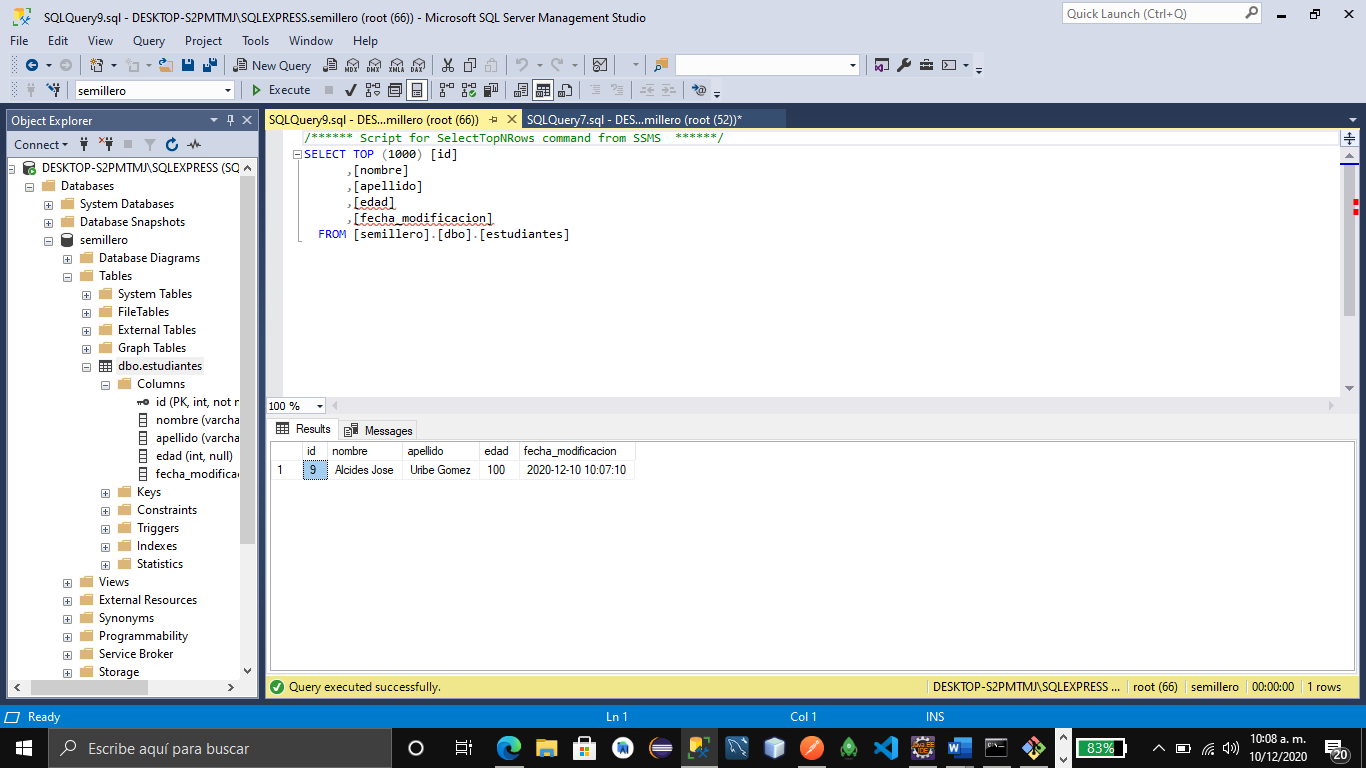 SQLQuery9.sql - DESKTOP-S2PMTMJ\SQLEXPRESS.semillero (root (66)) - Microsoft SQL Server Management Studio
Quick Launch (Ctrl+Q)
File Edit View Query Project Tools Window Help
New Query MDX DMX XMLA DAX
semillero Execute
Object Explorer
SQLQuery9.sql - DES...millero (root (66)) SQLQuery7.sql - DES...millero (root (52))*
Connect
DESKTOP-S2PMTMJ\SQLEXPRESS (SQ
Databases
System Databases
Database Snapshots
semillero
Database Diagrams
Tables
System Tables
FileTables
External Tables
Graph Tables
dbo.estudiantes
Columns
id (PK, int, not n
nombre (varcha
apellido (varcha
edad (int, null)
fecha_modificac
Keys
Constraints
Triggers
Indexes
Statistics
Views
External Resources
Synonyms
Programmability
Service Broker
Storage
/****** Script for SelectTopNRows command from SSMS  ******/
SELECT TOP (1000) [id]
,[nombre]
,[apellido]
,[edad]
,[fecha_modificacion]
FROM [semillero].[dbo].[estudiantes]
100 %
Results Messages
id nombre apellido edad fecha_modificacion
1 9 Alcides Jose Uribe Gomez 100 2020-12-10 10:07:10
Query executed successfully. DESKTOP-S2PMTMJ\SQLEXPRESS ... root (66) semillero 00:00:00 1 rows
Ready Ln 1 Col 1 INS
Escribe aquí para buscar
83%
10:08 a. m.
10/12/2020
20